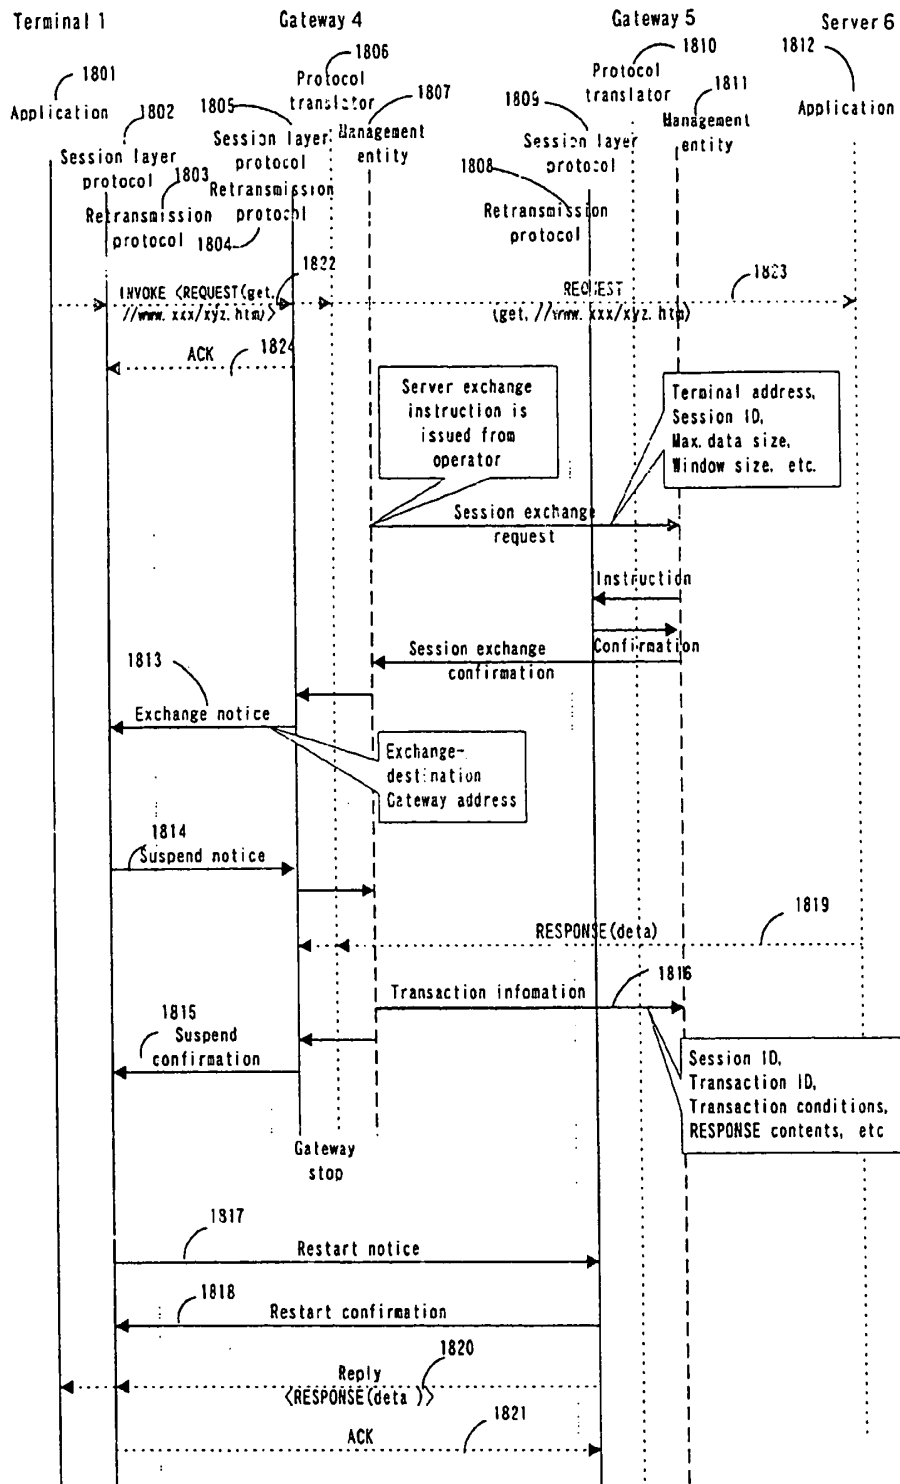 Terminal 1
Gateway 4
Gateway 5
Server 6
1801
Application
1802
Session layer
protocol
1803
Retransmission
protocol
1804
1805
Session layer
protocol
Retransmission
protocol
1806
Protocol
translator
1807
Management
entity
1808
Retransmission
protocol
1809
Session layer
protocol
1810
Protocol
translator
1811
Management
entity
1812
Application
1822
INVOKE <REQUEST(get,
//www.xxx/xyz.htm)>
REQUEST
(get,//www.xxx/xyz.htm)
1823
ACK
1824
Server exchange
instruction is
issued from
operator
Terminal address,
Session ID,
Max.data size,
Window size, etc.
Session exchange
request
Instruction
Confirmation
Session exchange
confirmation
1813
Exchange notice
Exchange-
destination
Gateway address
1814
Suspend notice
1819
RESPONSE(deta)
1816
Transaction infomation
1815
Suspend
confirmation
Session ID,
Transaction ID,
Transaction conditions,
RESPONSE contents, etc
Gateway
stop
1817
Restart notice
1818
Restart confirmation
1820
Reply
<RESPONSE(deta )>
1821
ACK